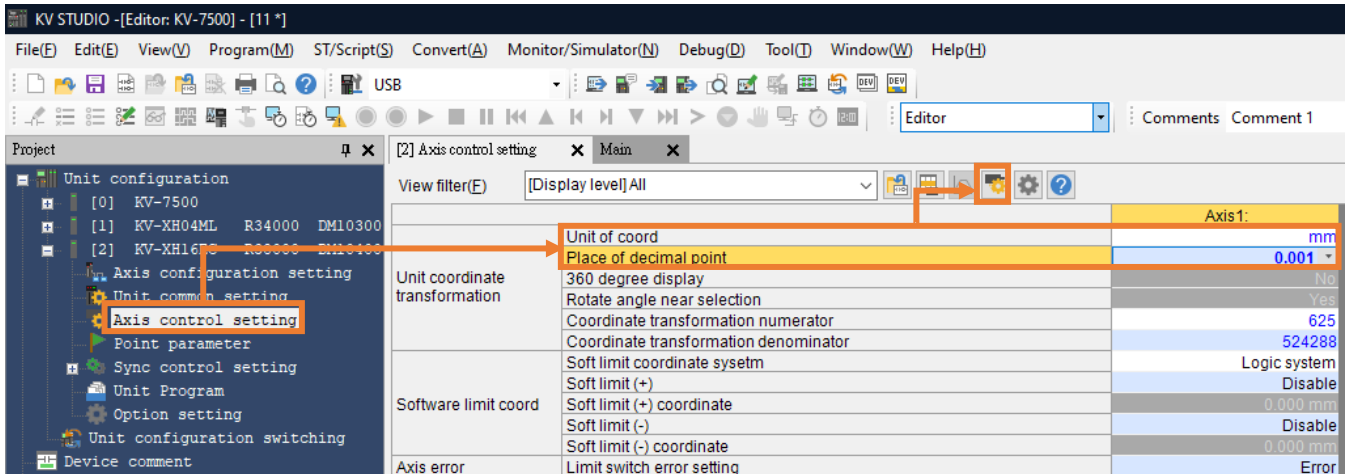 KV STUDIO -[Editor: KV-7500] - [11 *]
File(F) Edit(E) View(V) Program(M) ST/Script(S) Convert(A) Monitor/Simulator(N) Debug(D) Tool(T) Window(W) Help(H)
USB
Editor Comments Comment 1
Project
Unit configuration
[0] KV-7500
[1] KV-XH04ML R34000 DM10300
[2]
Axis configuration setting
Unit common setting
Axis control setting
Point parameter
Sync control setting
Unit Program
Option setting
Unit configuration switching
Device comment
[2] Axis control setting Main
View filter(F) [Display level] All
Axis1:
Unit coordinate transformation
Unit of coord mm
Place of decimal point 0.001
360 degree display No
Rotate angle near selection Yes
Coordinate transformation numerator 625
Coordinate transformation denominator 524288
Software limit coord
Soft limit coordinate sysetm Logic system
Soft limit (+) Disable
Soft limit (+) coordinate 0.000 mm
Soft limit (-) Disable
Soft limit (-) coordinate 0.000 mm
Axis error Limit switch error setting Error